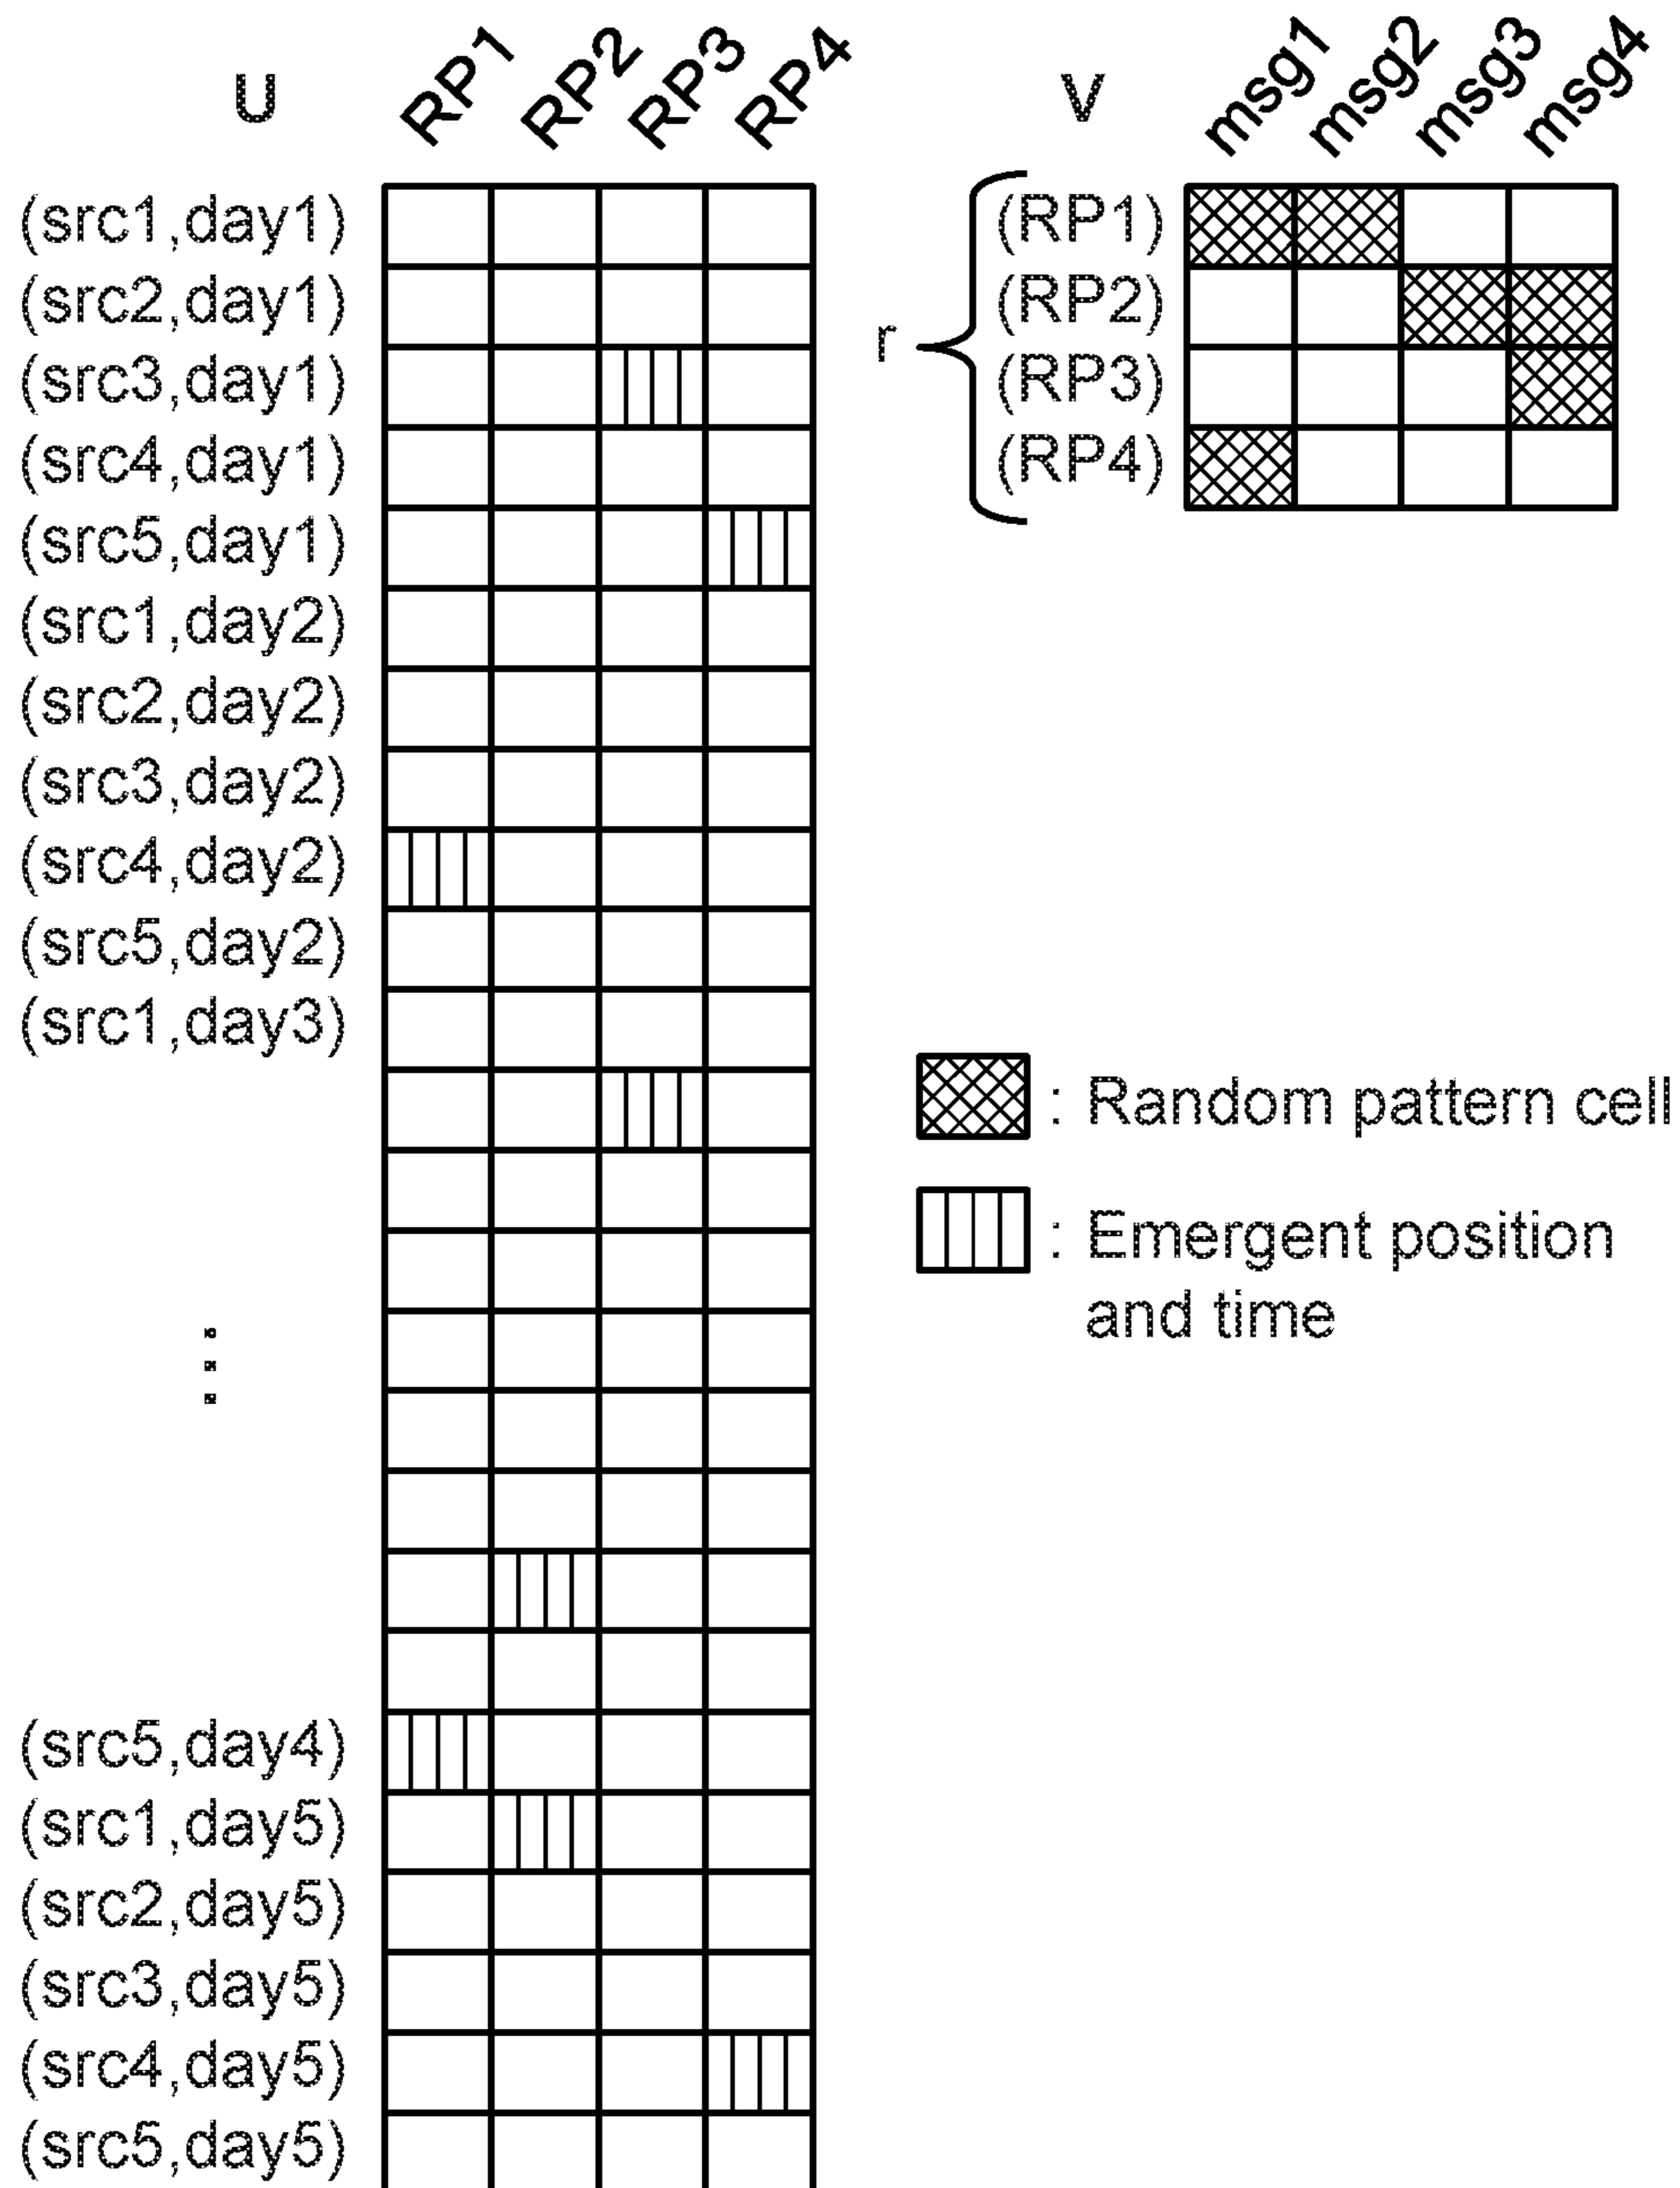 U RP1 RP2 RP3 RP4
V msg1 msg2 msg3 msg4
(src1,day1)
(src2,day1)
(src3,day1)
(src4,day1)
(src5,day1)
(src1,day2)
(src2,day2)
(src3,day2)
(src4,day2)
(src5,day2)
(src1,day3)
⋮
(src5,day4)
(src1,day5)
(src2,day5)
(src3,day5)
(src4,day5)
(src5,day5)
r
(RP1)
(RP2)
(RP3)
(RP4)
: Random pattern cell
: Emergent position
and time